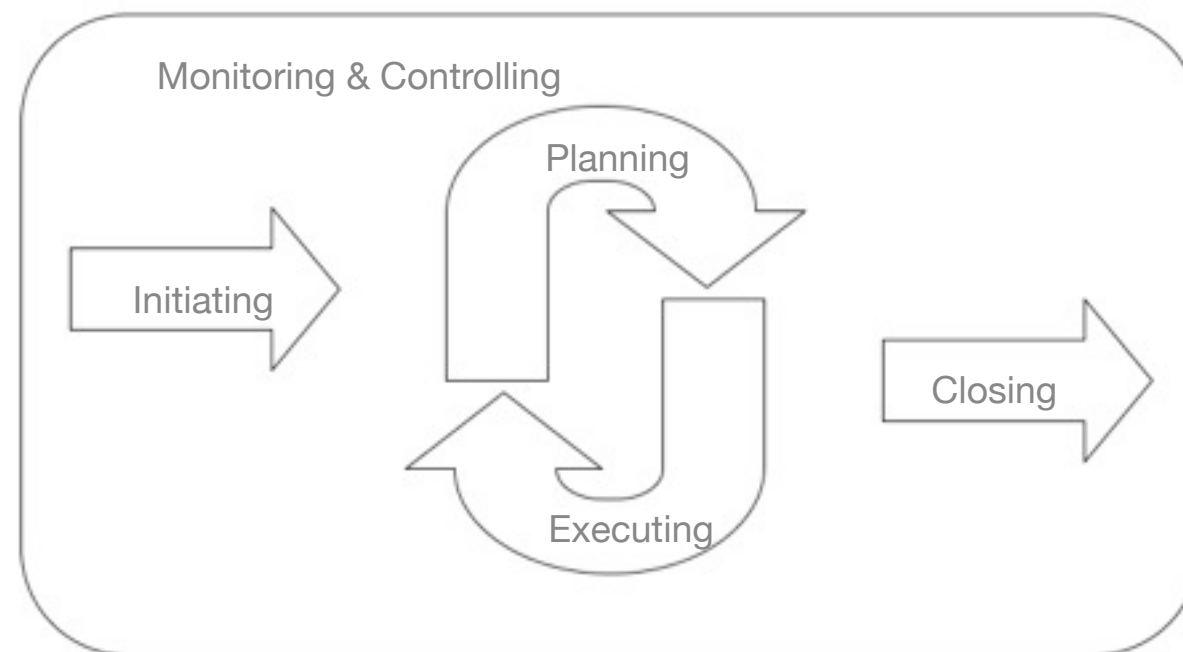 Monitoring & Controlling
Planning
Initiating
Closing
Executing